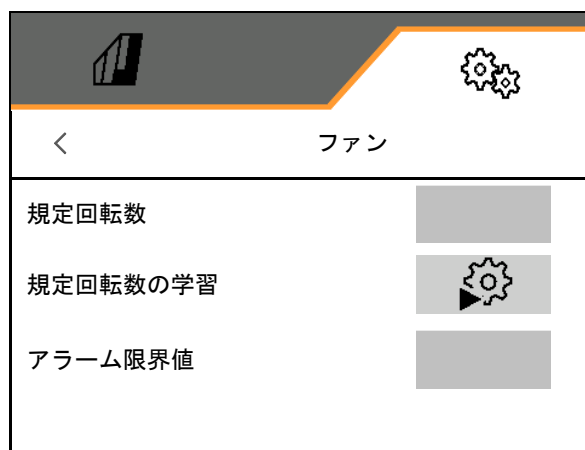 ファン
規定回転数
規定回転数の学習
アラーム限界値